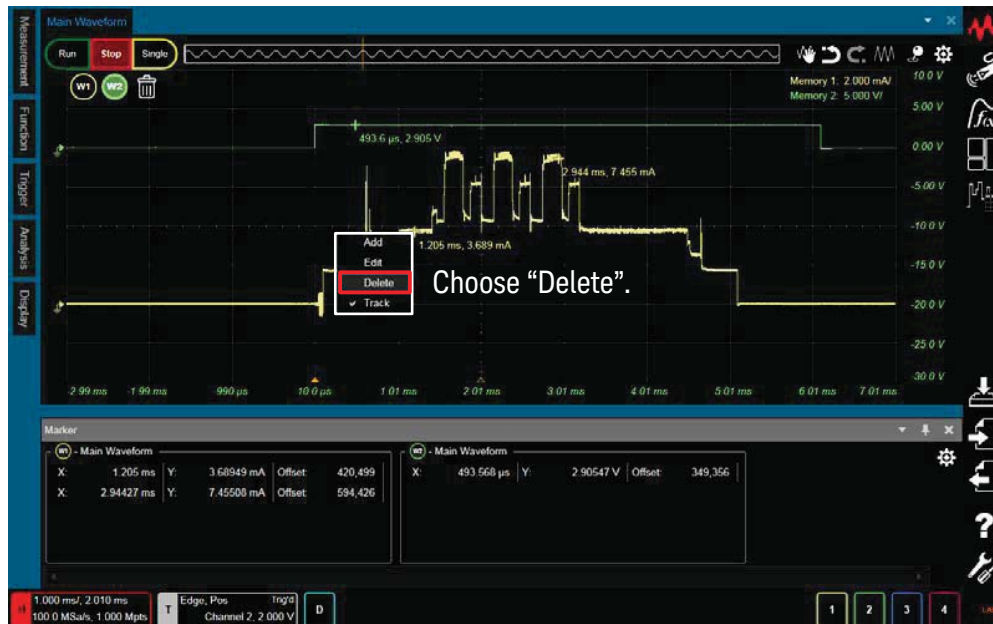 Main Waveform
Run
Stop
Single
W1
W2
Memory 1: 2.000 mA/
Memory 2: 5.000 V/
Measurement
Function
Trigger
Analysis
Display
10.0 V
5.00 V
0.00 V
-5.00 V
-10.0 V
-15.0 V
-20.0 V
-25.0 V
-30.0 V
493.6 µs, 2.905 V
2.944 ms, 7.455 mA
1.205 ms, 3.689 mA
Add
Edit
Delete
Track
Choose “Delete”.
-2.99 ms -1.99 ms -990 µs 10.0 µs 1.01 ms 2.01 ms 3.01 ms 4.01 ms 5.01 ms 6.01 ms 7.01 ms
Marker
W1 - Main Waveform
X: 1.205 ms Y: 3.68949 mA Offset: 420,499
X: 2.94427 ms Y: 7.45508 mA Offset: 594,426
W2 - Main Waveform
X: 493.568 µs Y: 2.90547 V Offset: 349,356
H
1.000 ms/, 2.010 ms
100.0 MSa/s, 1.000 Mpts
T
Edge, Pos Trig'd
Channel 2, 2.000 V
D
1
2
3
4
?